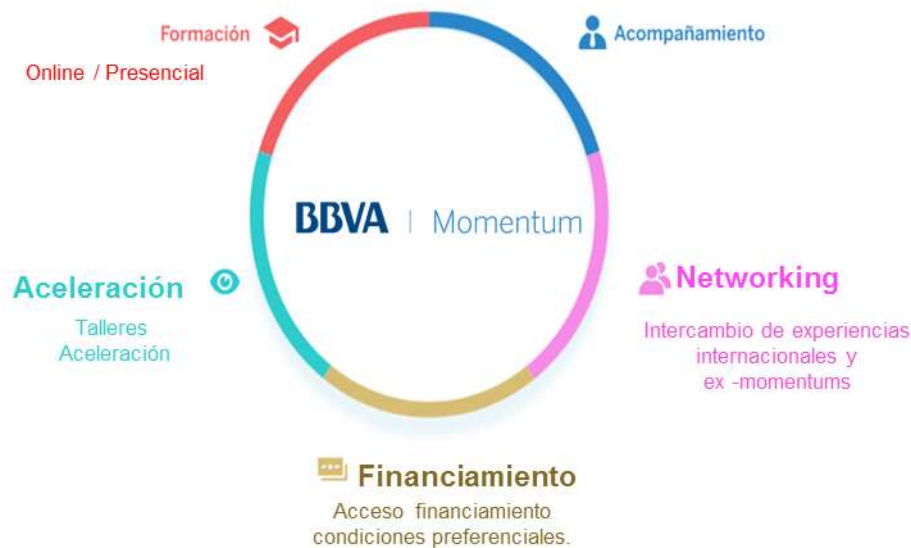 Formación
Online / Presencial
Acompañamiento
BBVA | Momentum
Aceleración
Talleres
Aceleración
Networking
Intercambio de experiencias
internacionales y
ex -momentums
Financiamiento
Acceso financiamiento
condiciones preferenciales.